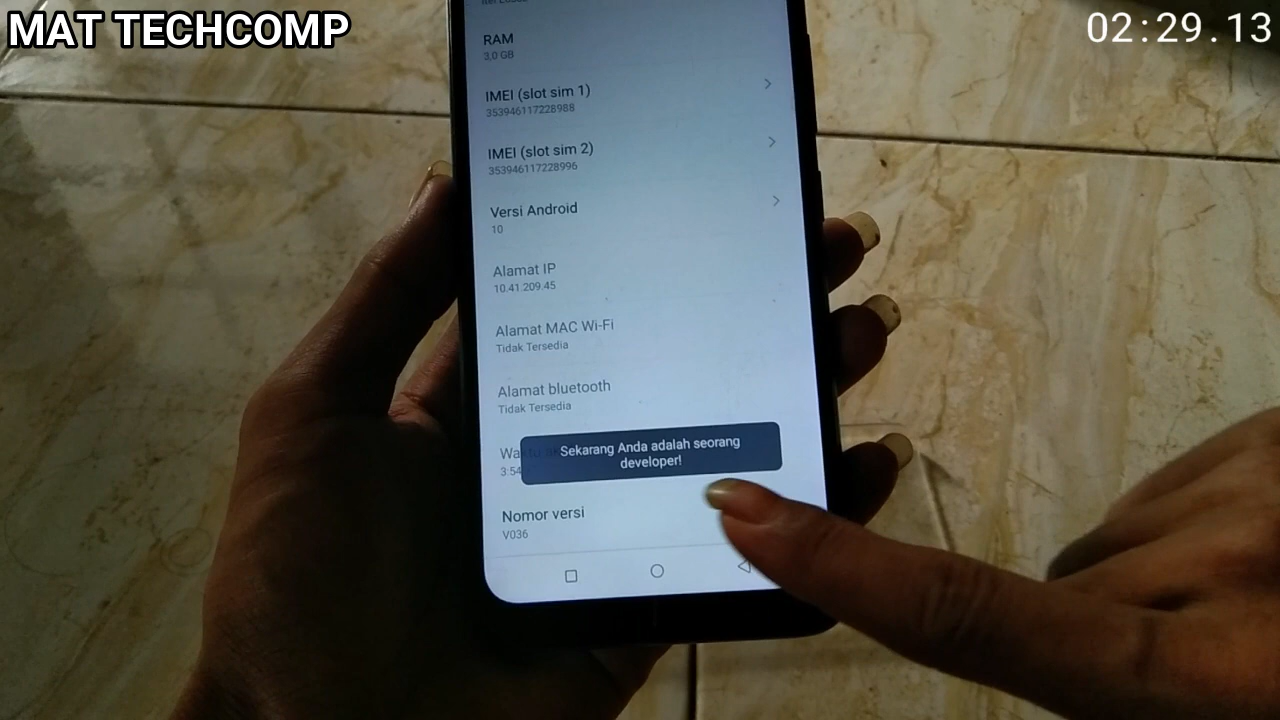 MAT TECHCOMP
02:29.13
RAM
3,0 GB
IMEI (slot sim 1)
353946117228988
IMEI (slot sim 2)
353946117228996
Versi Android
10
Alamat IP
10.41.209.45
Alamat MAC Wi-Fi
Tidak Tersedia
Alamat bluetooth
Tidak Tersedia
Sekarang Anda adalah seorang
developer!
3:54
Nomor versi
V036